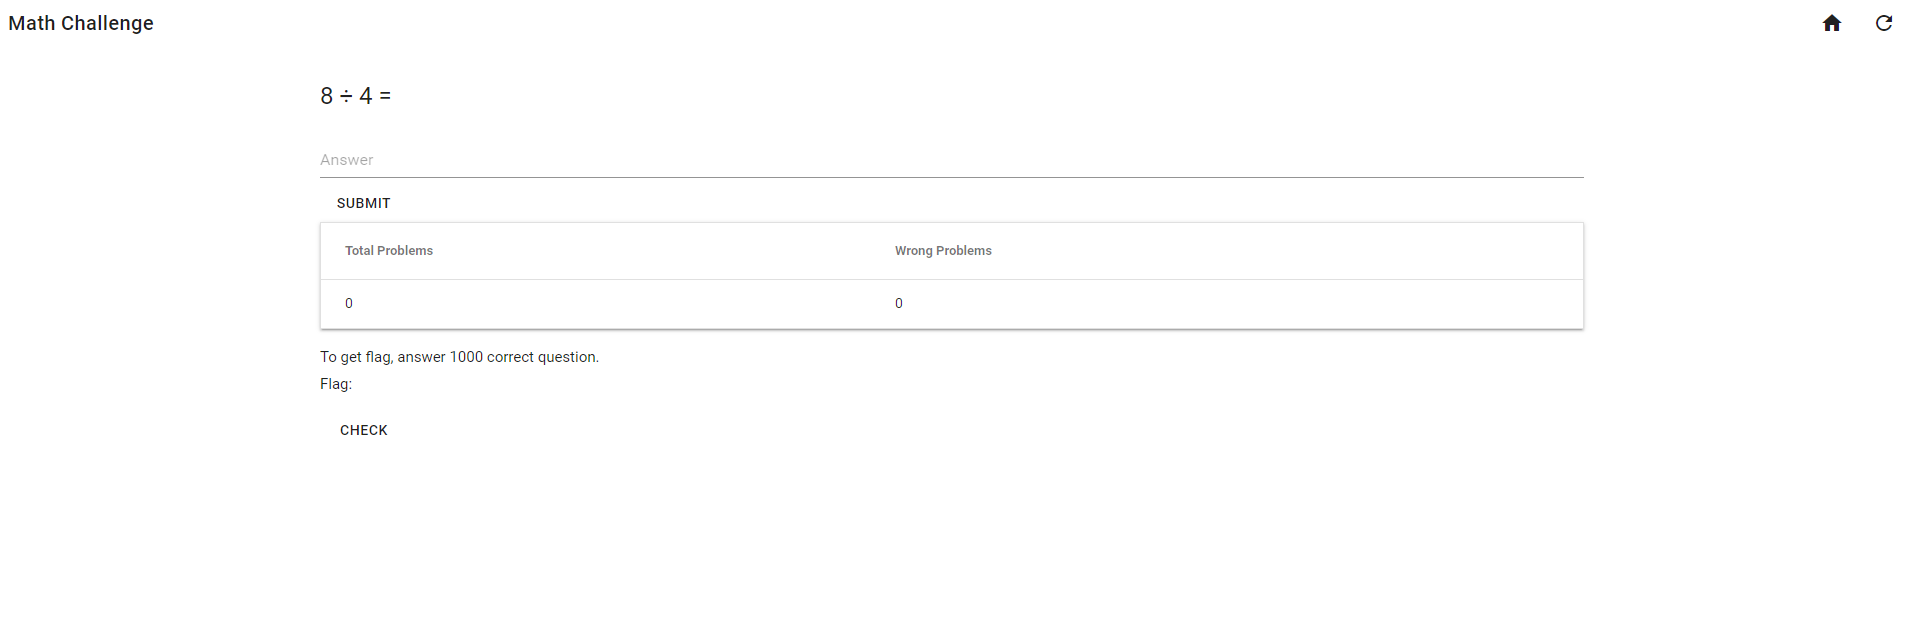 Math Challenge
8 ÷ 4 =
Answer
SUBMIT
Total Problems Wrong Problems
0 0
To get flag, answer 1000 correct question.
Flag:
CHECK